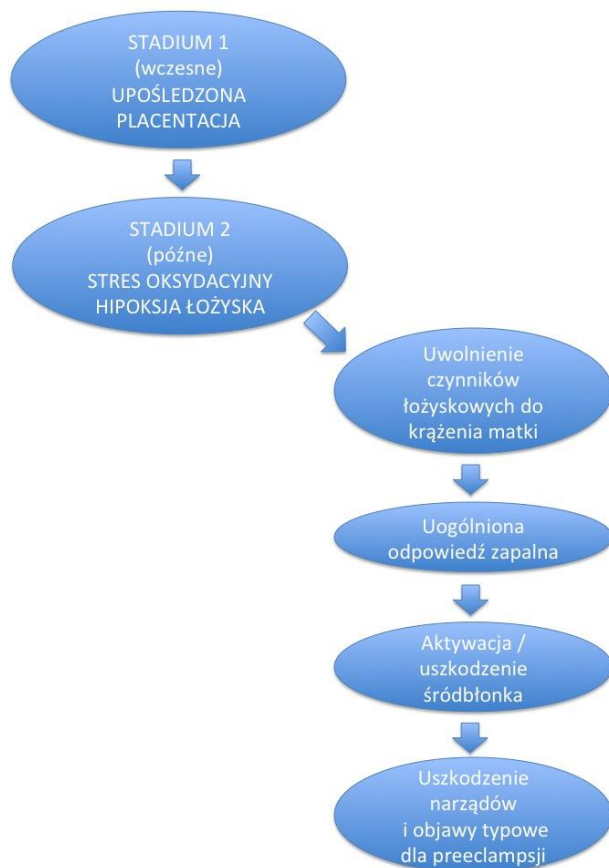 STADIUM 1
(wczesne)
UPOŚLEDZONA
PLACENTACJA
STADIUM 2
(późne)
STRES OKSYDACYJNY
HIPOKSJA ŁOŻYSKA
Uwolnienie
czynników
łożyskowych do
krążenia matki
Uogólniona
odpowiedź zapalna
Aktywacja /
uszkodzenie
śródbłonka
Uszkodzenie
narządów
i objawy typowe
dla preeclampsji